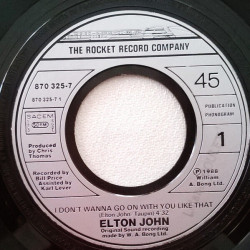 THE ROCKET RECORD COMPANY
870 325-7
45
870 325-7 1
SACEM
PUBLICATION
PHONOGRAM
1
Produced
by Chris
Thomas
Recorded by
Bill Price
Assisted by
Karl Lever
℗ 1988
William
A. Bong Ltd.
I DON'T WANNA GO ON WITH YOU LIKE THAT
(Elton John Taupin) 4'32
ELTON JOHN
Original Sound recording
made by W. A. Bong Ltd.